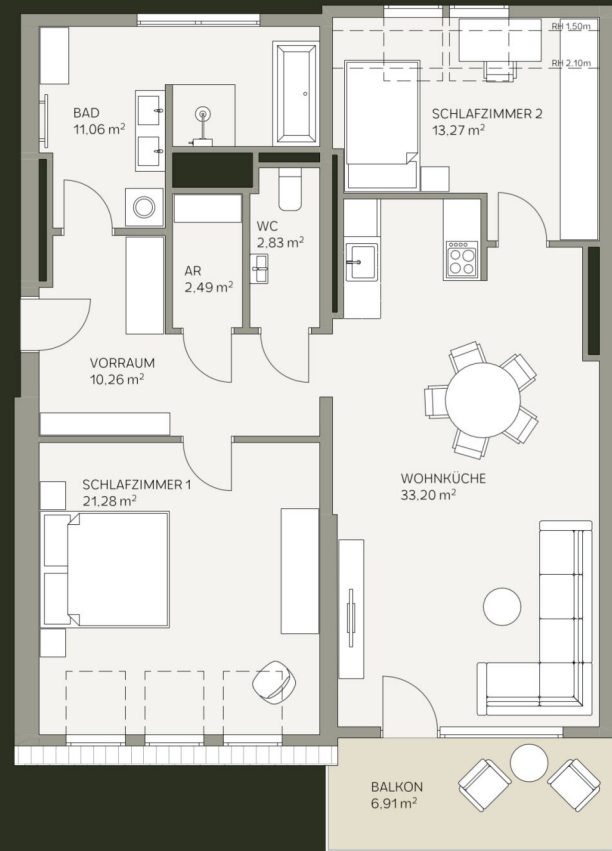 RH 1,50m
RH 2,10m
BAD
11,06 m²
SCHLAFZIMMER 2
13,27 m²
WC
2,83 m²
AR
2,49 m²
VORRAUM
10,26 m²
SCHLAFZIMMER 1
21,28 m²
WOHNKÜCHE
33,20 m²
BALKON
6,91 m²